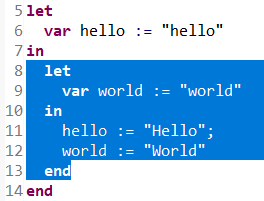 5 let
6   var hello := "hello"
7 in
8   let
9     var world := "world"
10   in
11     hello := "Hello";
12     world := "World"
13   end
14 end